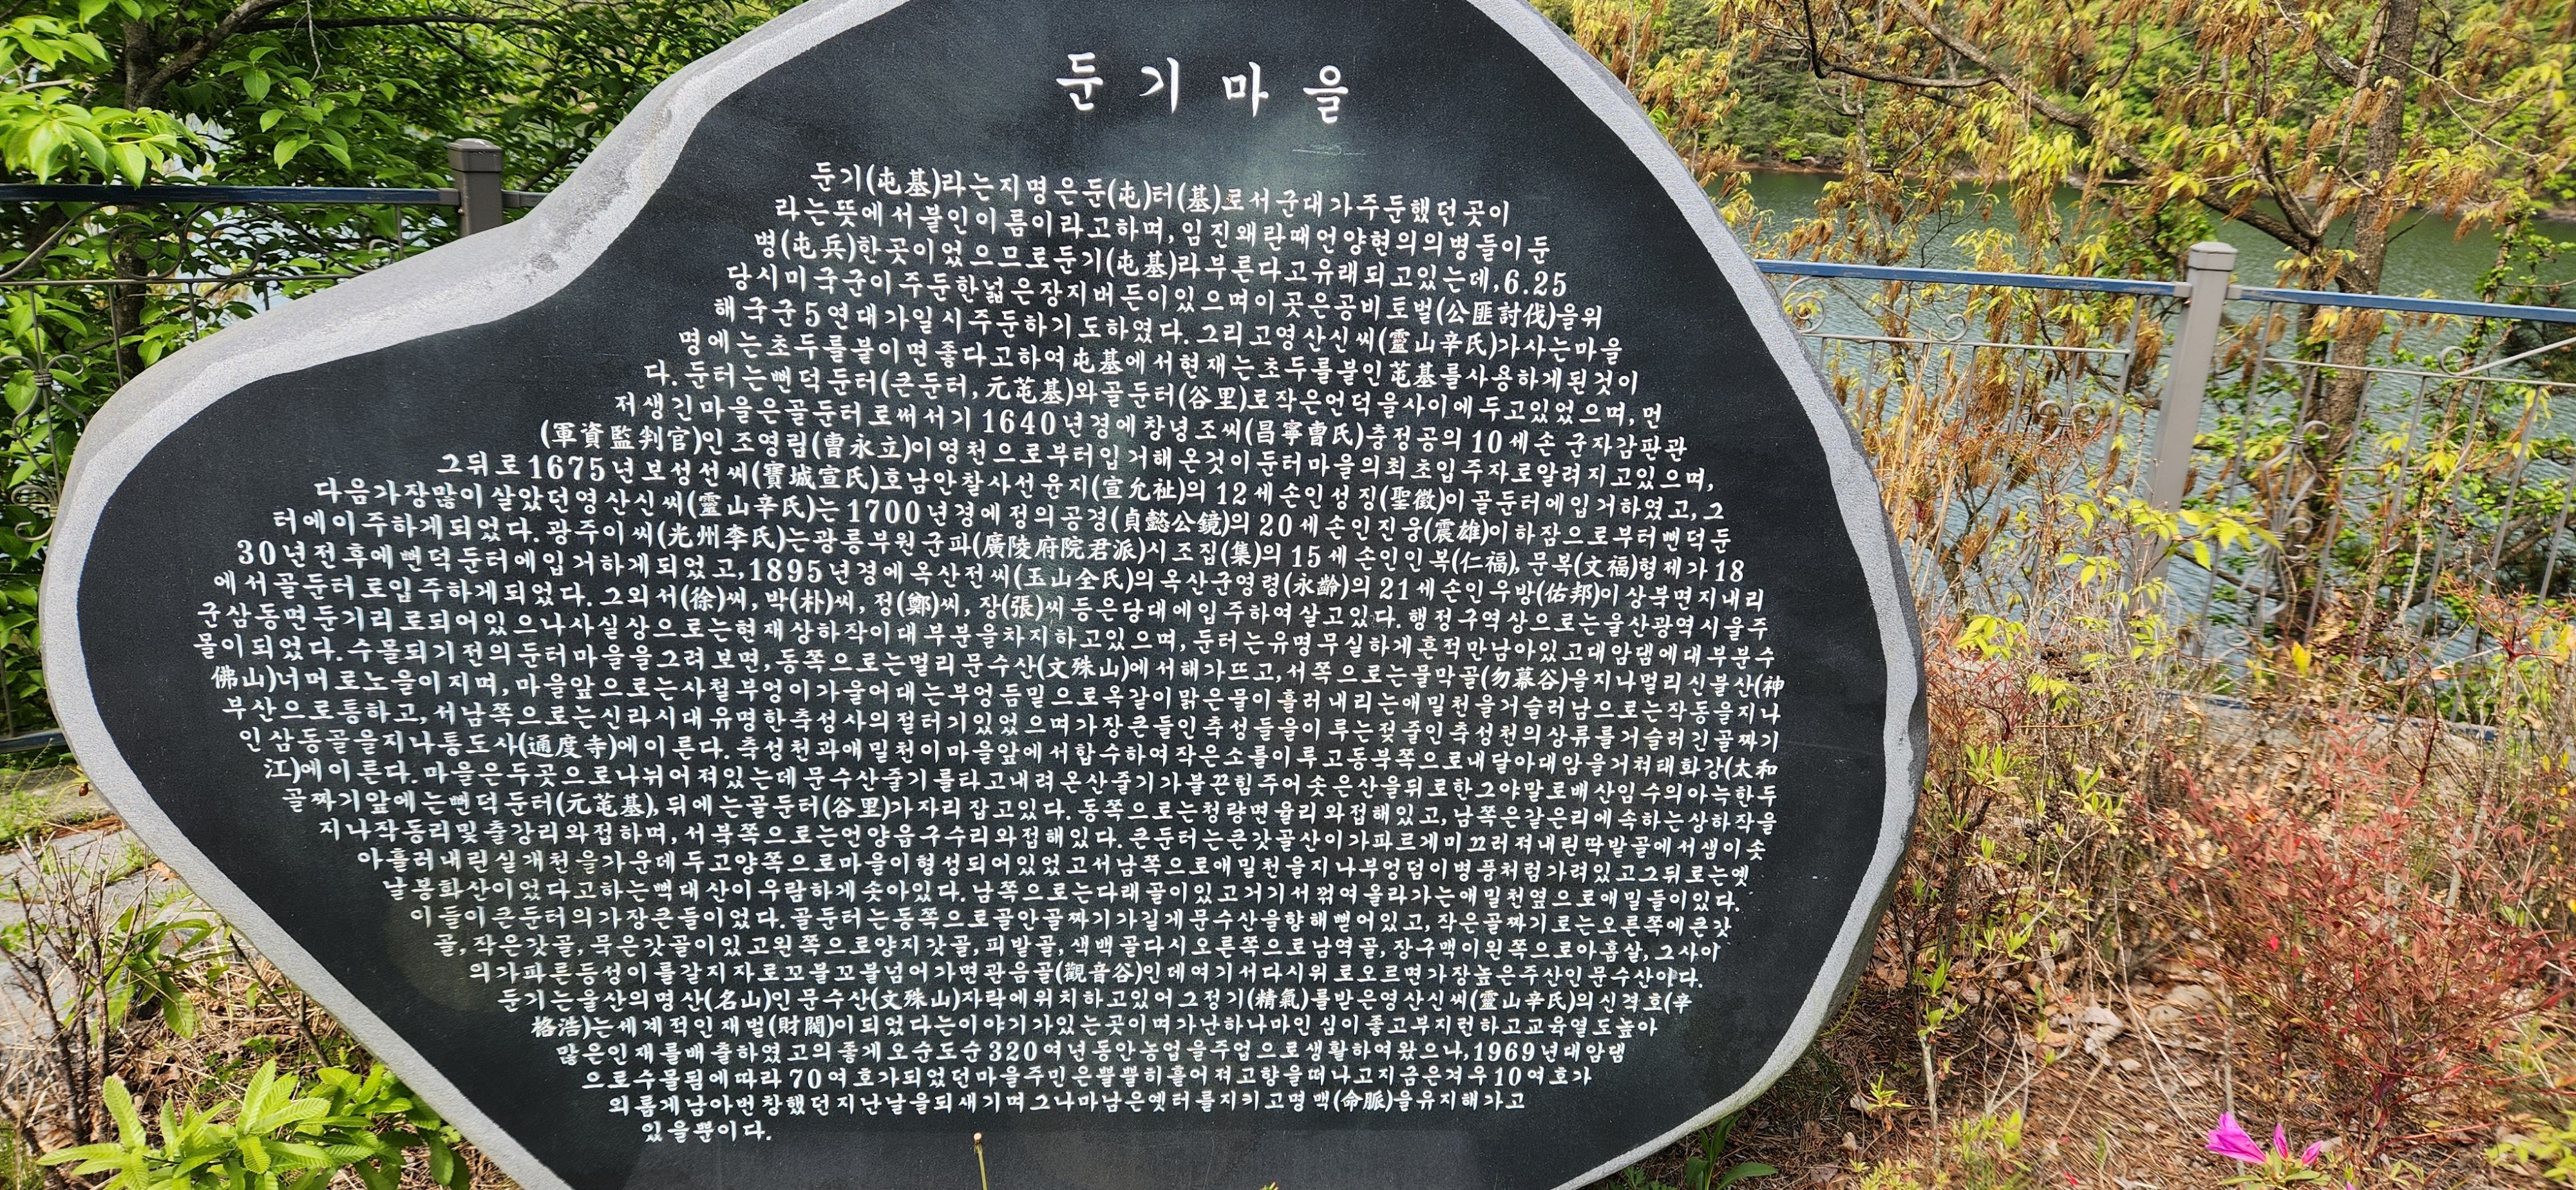 둔기마을
둔기(屯基)라는지명은둔(屯)터(基)로서군대가주둔했던곳이
라는뜻에서붙인이름이라고하며,임진왜란때언양현의의병들이둔
병(屯兵)한곳이었으므로둔기(屯基)라부른다고유래되고있는데,6.25
당시미국군이주둔한넓은장지버든이있으며이곳은공비토벌(公匪討伐)을위
해국군5연대가일시주둔하기도하였다. 그리고영산신씨(靈山辛氏)가사는마을
명에는초두를붙이면좋다고하여屯基에서현재는초두를붙인芚基를사용하게된것이
다. 둔터는뻔덕둔터(큰둔터, 元芚基)와골둔터(谷里)로작은언덕을사이에두고있었으며, 먼
저생긴마을은골둔터로써서기1640년경에창녕조씨(昌寧曺氏)충정공의10세손 군자감판관
(軍資監判官)인조영립(曺永立)이영천으로부터입거해온것이둔터마을의최초입주자로알려지고있으며,
그뒤로1675년보성선씨(寶城宣氏)호남안찰사선윤지(宣允祉)의12세손인성징(聖徵)이골둔터에입거하였고, 그
다음가장많이살았던영산신씨(靈山辛氏)는1700년경에정의공경(貞懿公鏡)의20세손인진웅(震雄)이하잠으로부터뻔덕둔
터에이주하게되었다. 광주이씨(光州李氏)는광릉부원군파(廣陵府院君派)시조집(集)의15세손인인복(仁福), 문복(文福)형제가18
30년전후에뻔덕둔터에입거하게되었고,1895년경에옥산전씨(玉山全氏)의옥산군영령(永齡)의21세손인우방(佑邦)이상북면지내리
에서골둔터로입주하게되었다. 그외서(徐)씨, 박(朴)씨, 정(鄭)씨, 장(張)씨등은당대에입주하여살고있다. 행정구역상으로는울산광역시울주
군삼동면둔기리로되어있으나사실상으로는현재상하작이대부분을차지하고있으며, 둔터는유명무실하게흔적만남아있고대암댐에대부분수
몰이되었다. 수몰되기전의둔터마을을그려보면, 동쪽으로는멀리문수산(文殊山)에서해가뜨고, 서쪽으로는물막골(勿幕谷)을지나멀리신불산(神
佛山)너머로노을이지며, 마을앞으로는사철부엉이가울어대는부엉듬밑으로옥같이맑은물이흘러내리는애밀천을거슬러남으로는작동을지나
부산으로통하고, 서남쪽으로는신라시대유명한축성사의절터기있었으며가장큰들인축성들을이루는젖줄인축성천의상류를거슬러긴골짜기
인삼동골을지나통도사(通度寺)에이른다. 축성천과애밀천이마을앞에서합수하여작은소를이루고동북쪽으로내달아대암을거쳐태화강(太和
江)에이른다. 마을은두곳으로나뉘어져있는데문수산줄기를타고내려온산줄기가불끈힘주어솟은산을뒤로한그야말로배산임수의아늑한두
골짜기앞에는뻔덕둔터(元芚基), 뒤에는골둔터(谷里)가자리잡고있다. 동쪽으로는청량면율리와접해있고, 남쪽은같은리에속하는상하작을
지나작동리및출강리와접하며, 서북쪽으로는언양읍구수리와접해있다. 큰둔터는큰갓골산이가파르게미끄러져내린딱밭골에서샘이솟
아흘러내린실개천을가운데두고양쪽으로마을이형성되어있었고서남쪽으로애밀천을지나부엉덤이병풍처럼가려있고그뒤로는옛
날봉화산이었다고하는뻑대산이우람하게솟아있다. 남쪽으로는다래골이있고거기서꺾여올라가는애밀천옆으로애밀들이있다.
이들이큰둔터의가장큰들이었다. 골둔터는동쪽으로골안골짜기가길게문수산을향해뻗어있고, 작은골짜기로는오른쪽에큰갓
골, 작은갓골, 묵은갓골이있고왼쪽으로양지갓골, 피밭골, 색백골다시오른쪽으로남역골, 장구맥이왼쪽으로아홉살, 그사이
의가파른등성이를갈지자로꼬불꼬불넘어가면관음골(觀音谷)인데여기서다시위로오르면가장높은주산인문수산이다.
둔기는울산의명산(名山)인문수산(文殊山)자락에위치하고있어그정기(精氣)를받은영산신씨(靈山辛氏)의신격호(辛
格浩)는세계적인재벌(財閥)이되었다는이야기가있는곳이며가난하나마인심이좋고부지런하고교육열도높아
많은인재를배출하였고의좋게오순도순320여년동안농업을주업으로생활하여왔으나,1969년대암댐
으로수몰됨에따라70여호가되었던마을주민은뿔뿔히흩어져고향을떠나고지금은겨우10여호가
외롭게남아번창했던지난날을되새기며그나마남은옛터를지키고명맥(命脈)을유지해가고
있을뿐이다.